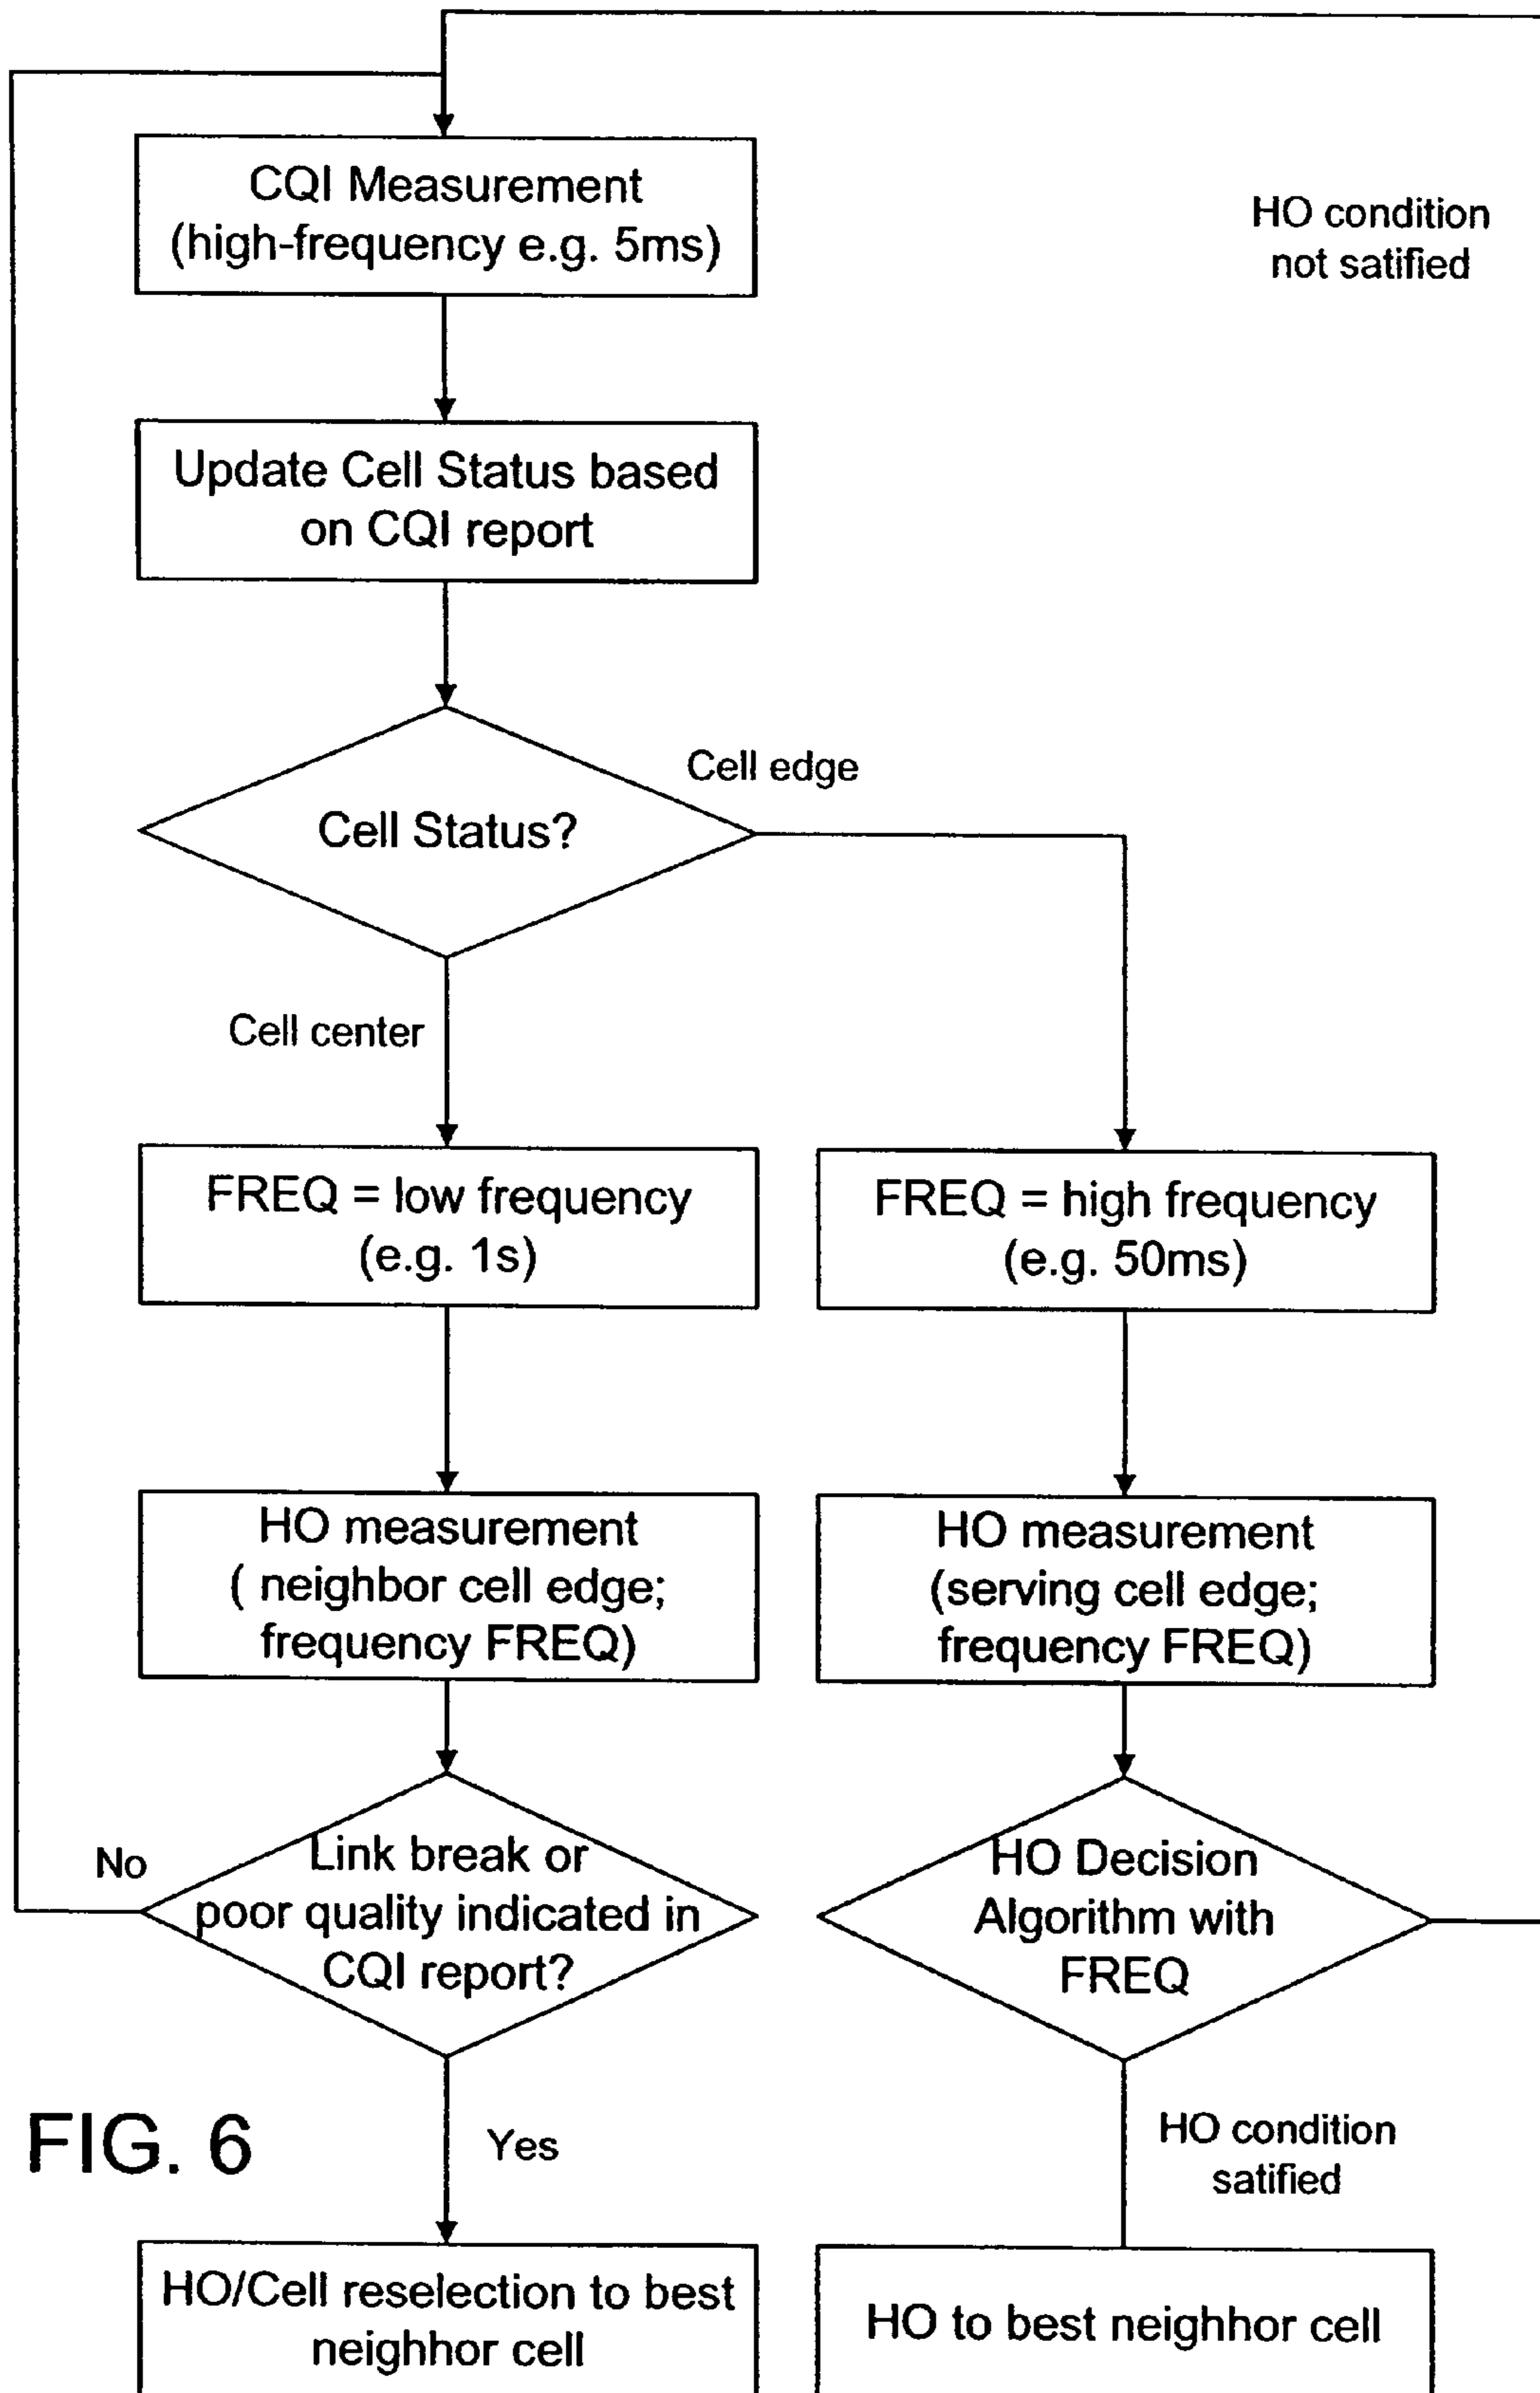 CQI Measurement
(high-frequency e.g. 5ms)
HO condition
not satified
Update Cell Status based
on CQI report
Cell edge
Cell Status?
Cell center
FREQ = low frequency
(e.g. 1s)
FREQ = high frequency
(e.g. 50ms)
HO measurement
( neighbor cell edge;
frequency FREQ)
HO measurement
(serving cell edge;
frequency FREQ)
No
Link break or
poor quality indicated in
CQI report?
HO Decision
Algorithm with
FREQ
FIG. 6
Yes
HO condition
satified
HO/Cell reselection to best
neighhor cell
HO to best neighhor cell